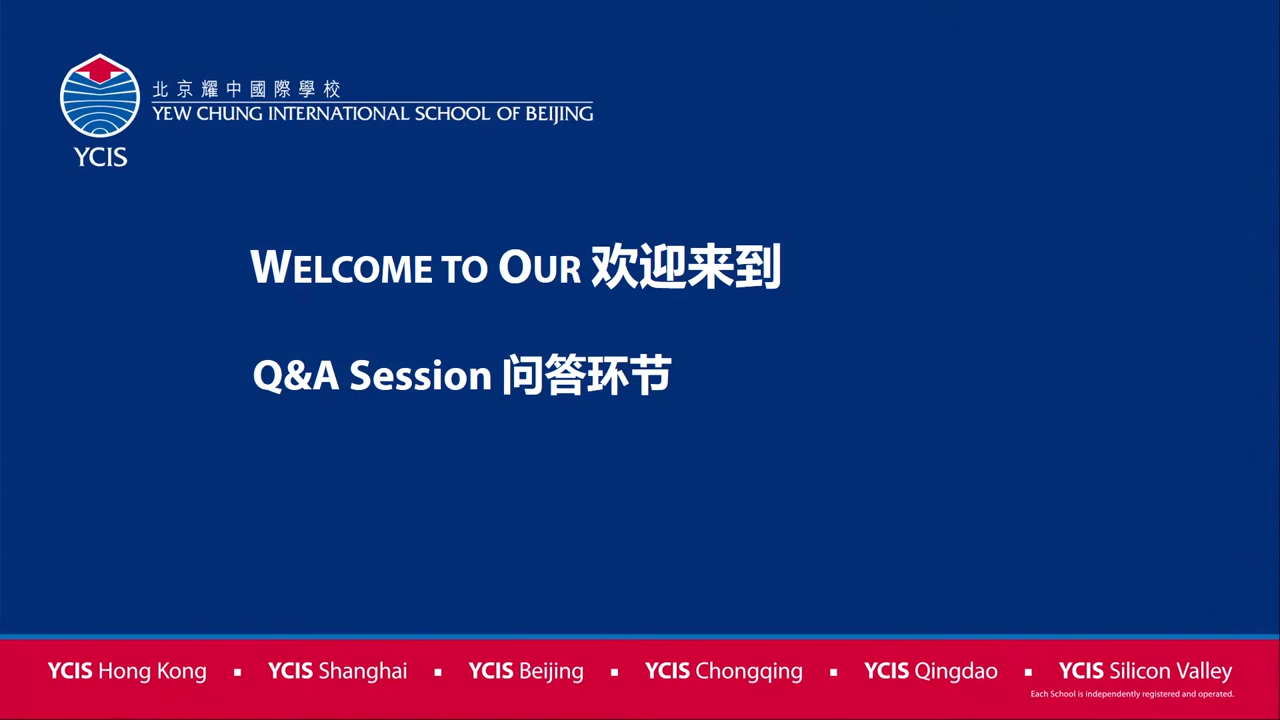 北京耀中國際學校
YEW CHUNG INTERNATIONAL SCHOOL OF BEIJING
YCIS
WELCOME TO OUR 欢迎来到
Q&A Session 问答环节
YCIS Hong Kong ▪ YCIS Shanghai ▪ YCIS Beijing ▪ YCIS Chongqing ▪ YCIS Qingdao ▪ YCIS Silicon Valley
Each School is independently registered and operated.